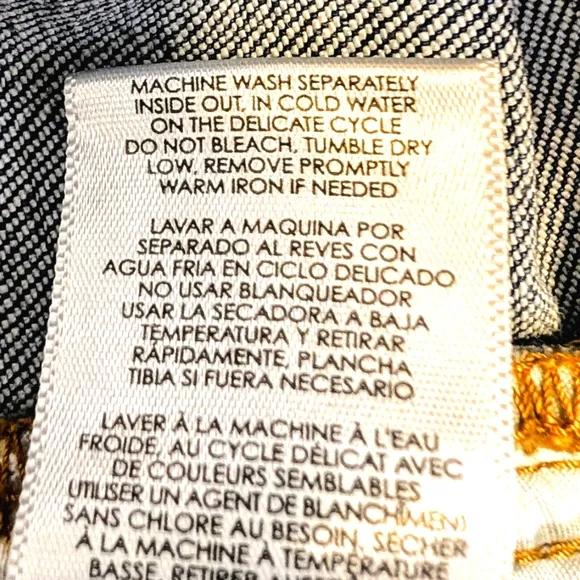 MACHINE WASH SEPARATELY
INSIDE OUT, IN COLD WATER
ON THE DELICATE CYCLE
DO NOT BLEACH, TUMBLE DRY
LOW, REMOVE PROMPTLY
WARM IRON IF NEEDED
LAVAR A MAQUINA POR
SEPARADO AL REVES CON
AGUA FRIA EN CICLO DELICADO
NO USAR BLANQUEADOR
USAR LA SECADORA A BAJA
TEMPERATURA Y RETIRAR
RÁPIDAMENTE, PLANCHA
TIBIA SI FUERA NECESARIO
LAVER À LA MACHINE À L'EAU
FROIDE, AU CYCLE DÉLICAT AVEC
DE COULEURS SEMBLABLES
UTILISER UN AGENT DE BLANCHIMENT
SANS CHLORE AU BESOIN, SÉCHER
À LA MACHINE À TEMPÉRATURE
BASSE, RETIRER